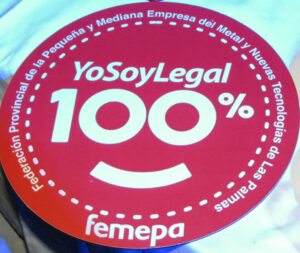 Federación Provincial de la Pequeña y Mediana Empresa del Metal y Nuevas Tecnologías de Las Palmas
YoSoyLegal
100%
femepa